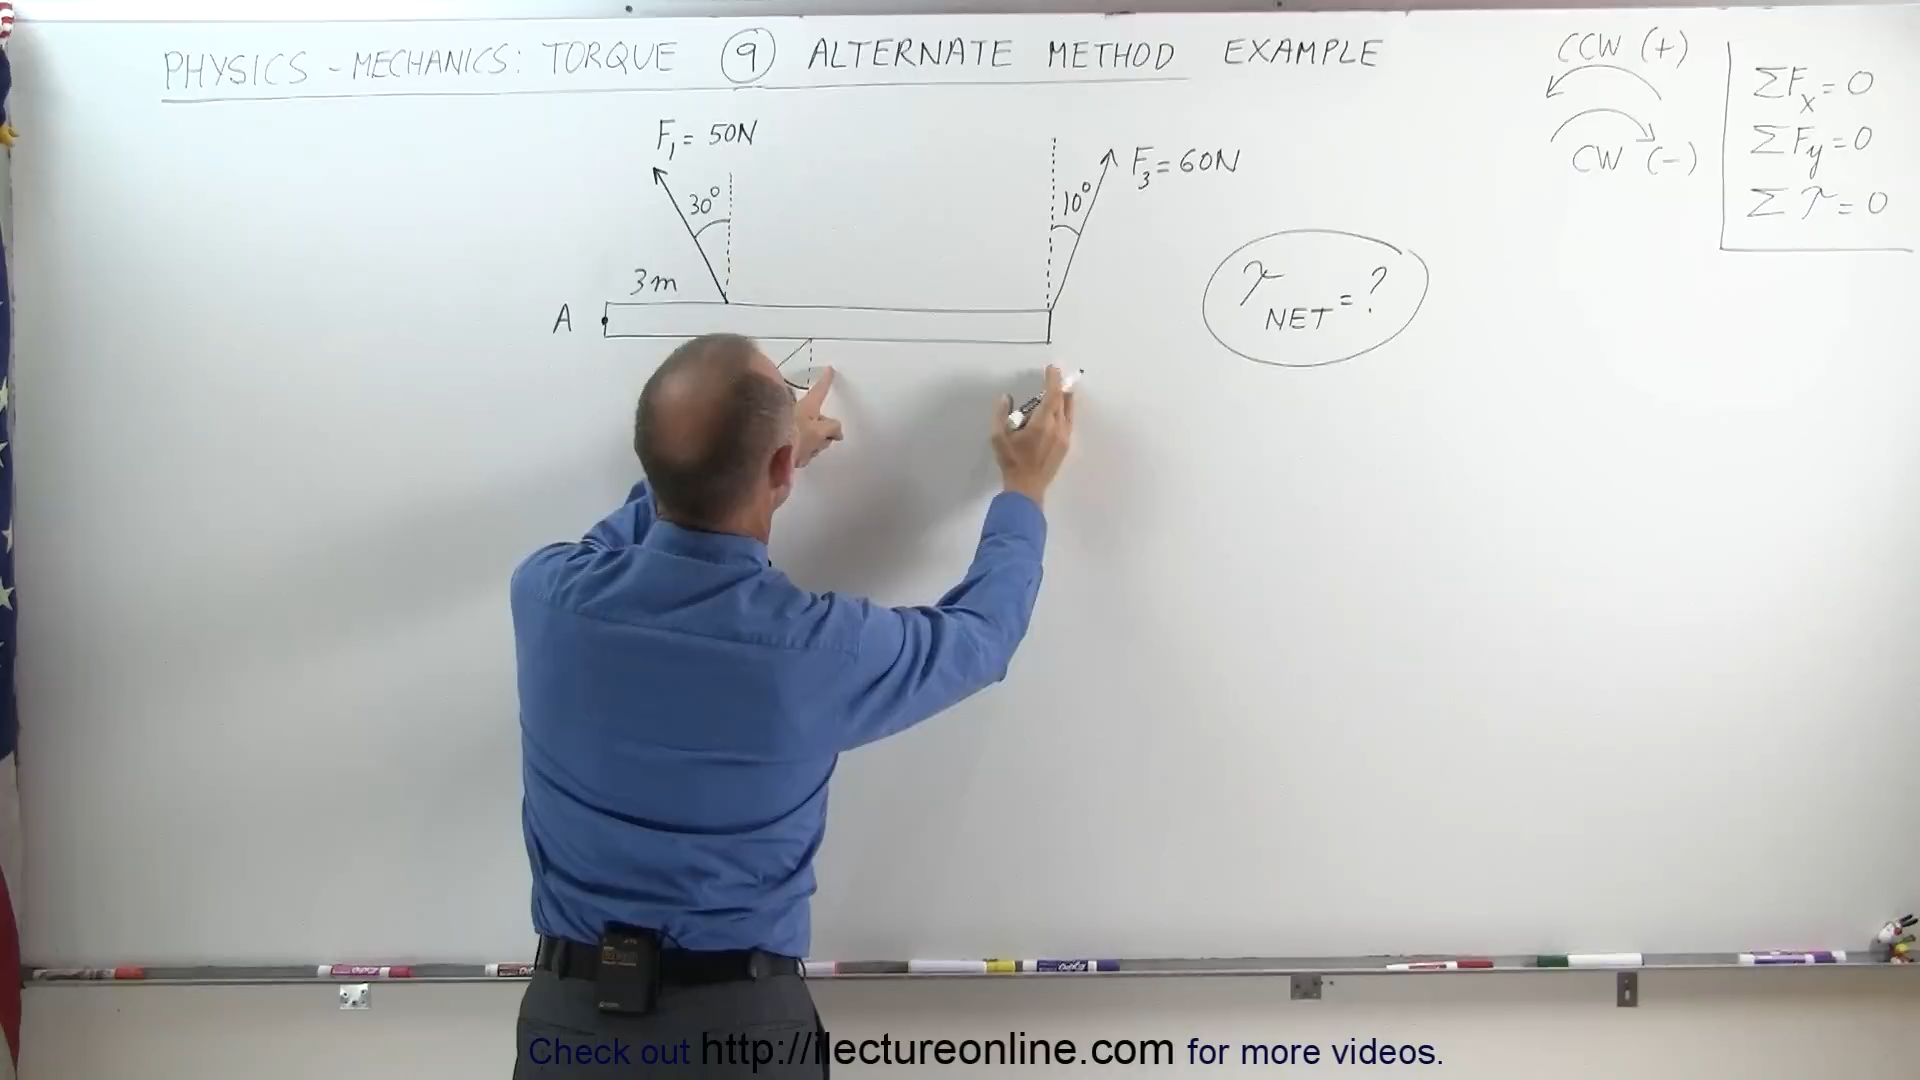 PHYSICS - MECHANICS: TORQUE 9 ALTERNATE METHOD EXAMPLE
CCW (+)
CW (-)
ΣFx = 0
ΣFy = 0
Στ = 0
F1 = 50N
30°
F3 = 60N
10°
3m
A
τNET = ?
Check out http://ilectureonline.com for more videos.